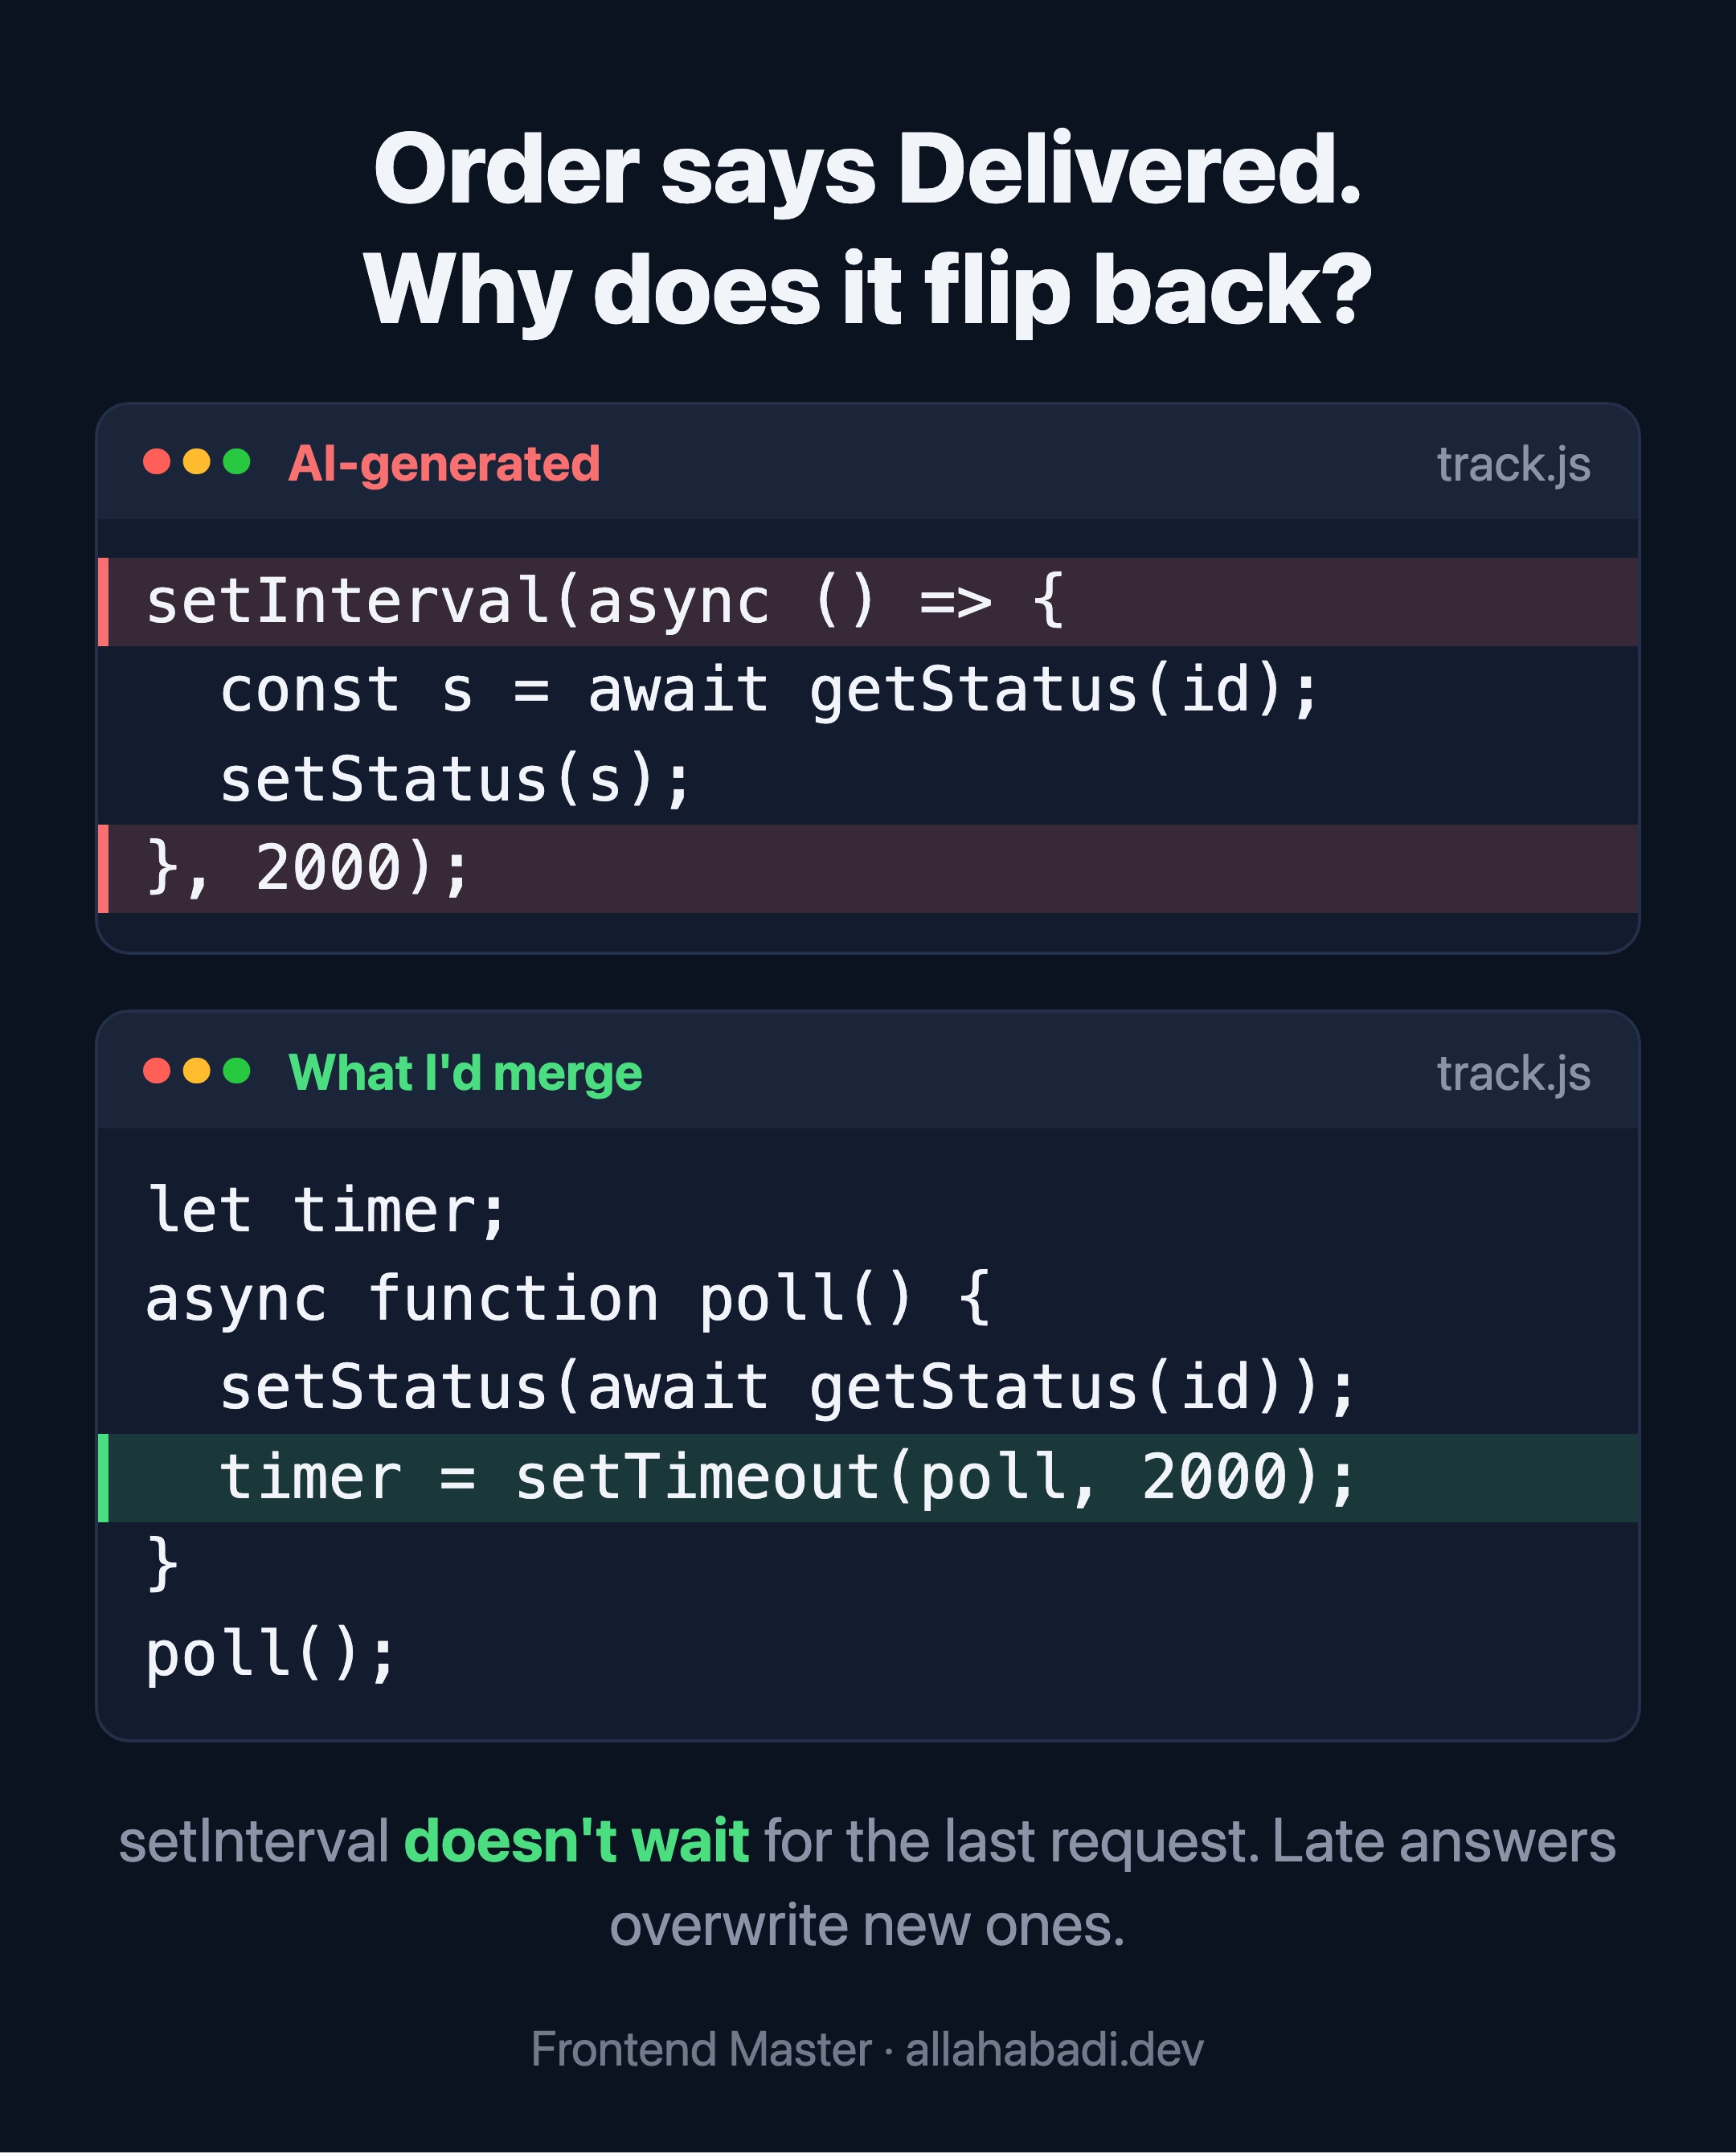 Order says Delivered.
Why does it flip back?
AI-generated
track.js
setInterval(async () => {
  const s = await getStatus(id);
  setStatus(s);
}, 2000);
What I'd merge
track.js
let timer;
async function poll() {
  setStatus(await getStatus(id));
  timer = setTimeout(poll, 2000);
}
poll();
setInterval doesn't wait for the last request. Late answers
overwrite new ones.
Frontend Master · allahabadi.dev